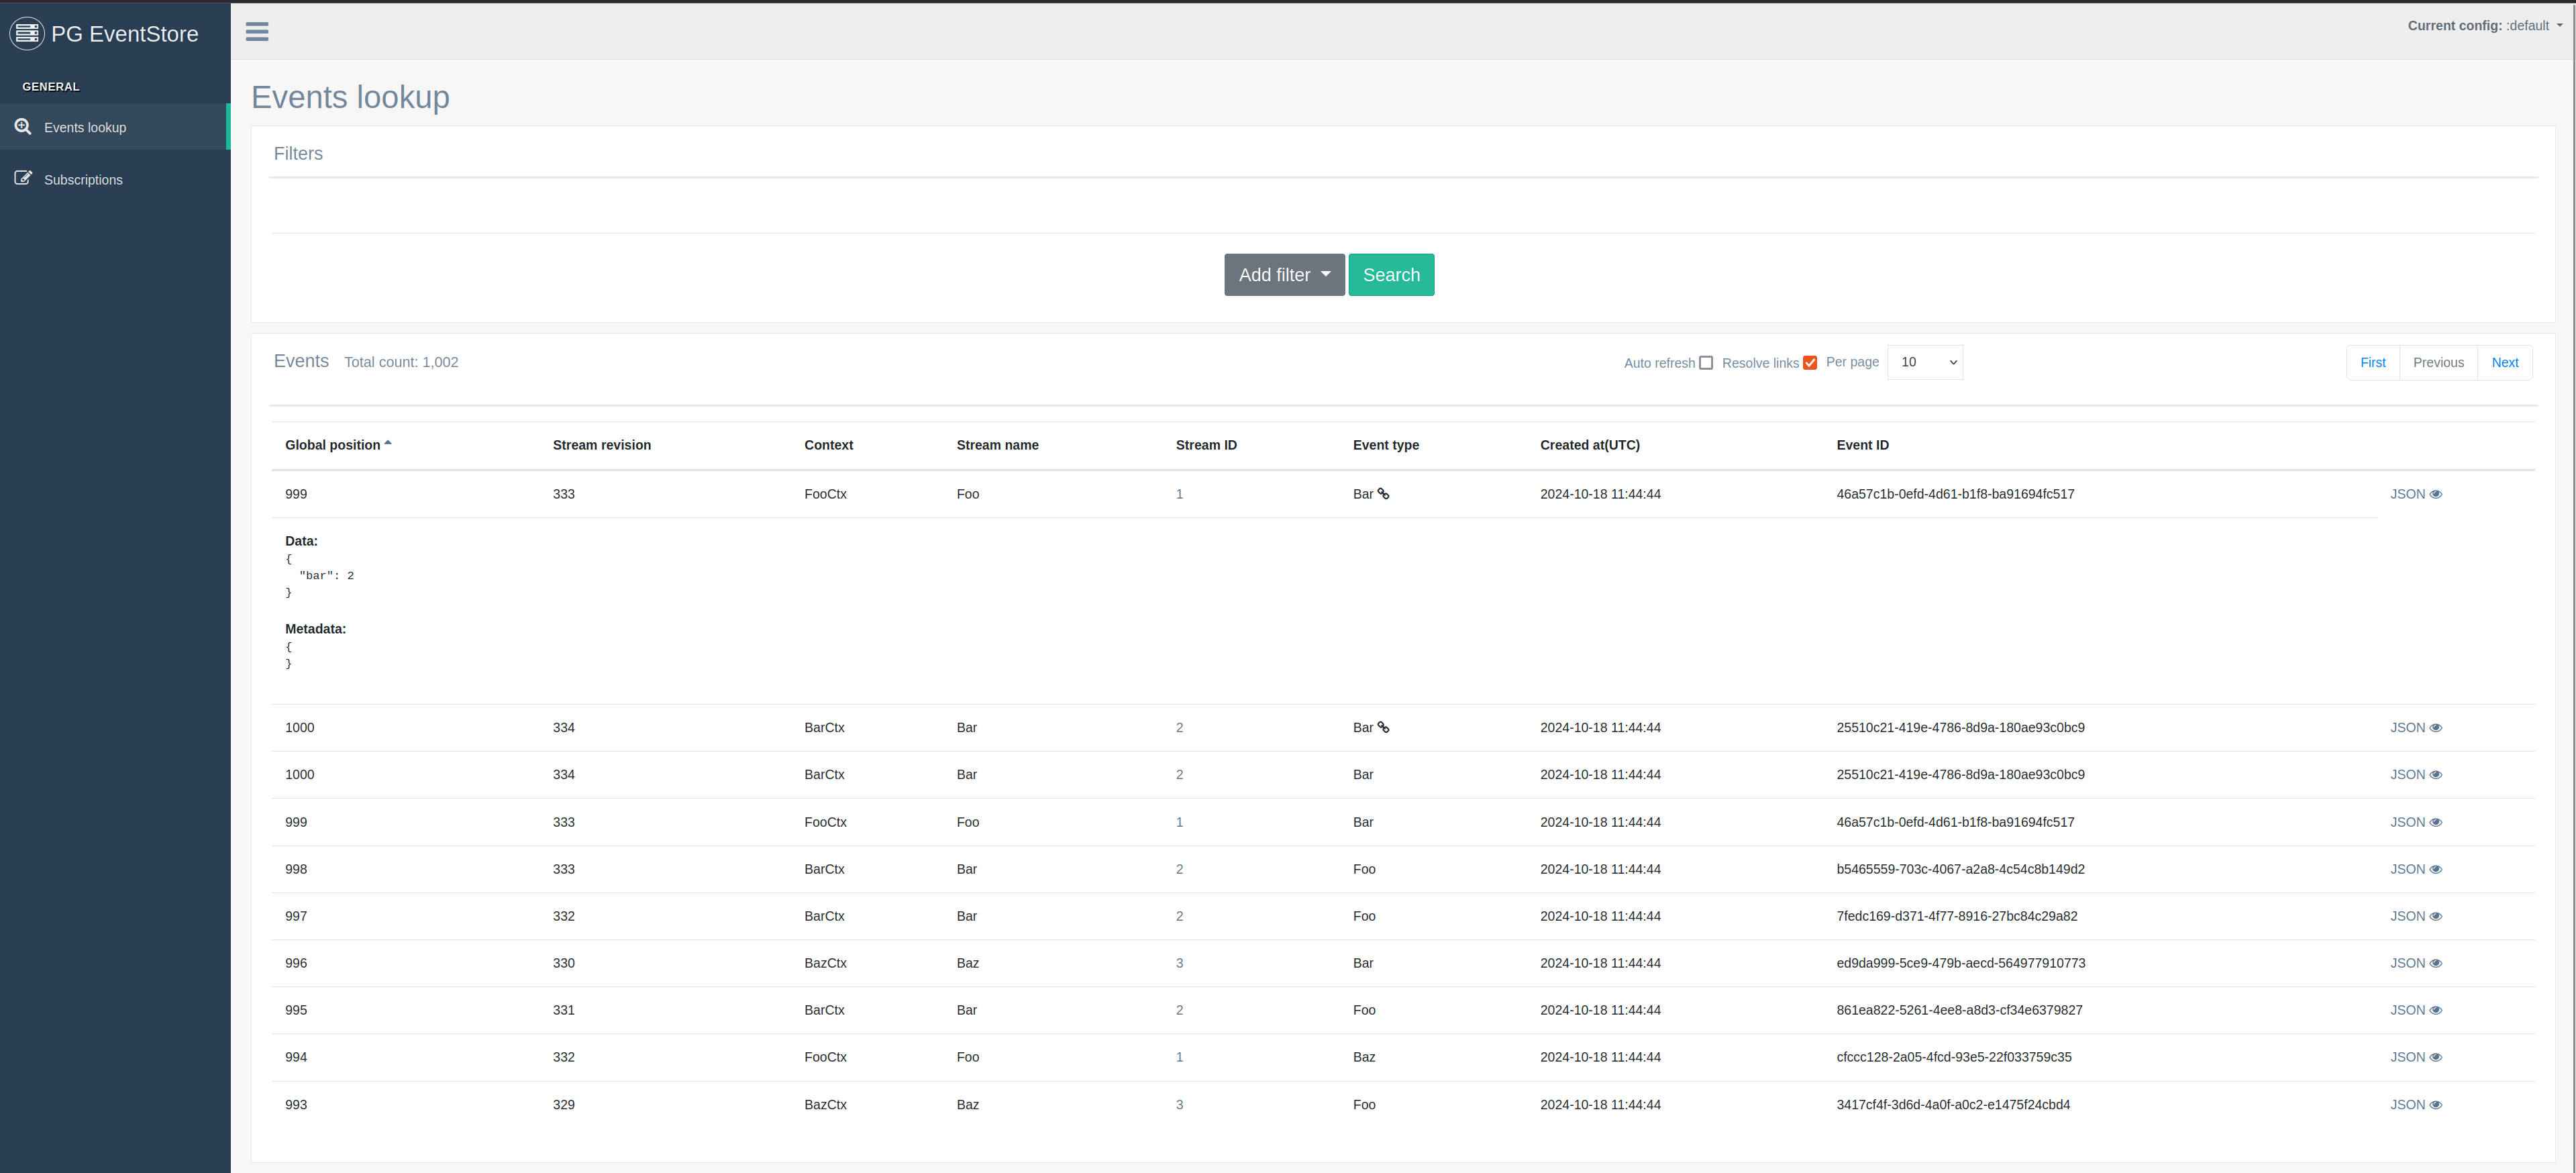 PG EventStore
Current config: :default
GENERAL
Events lookup
Subscriptions
Events lookup
Filters
Add filter Search
Events Total count: 1,002 Auto refresh Resolve links Per page 10 First Previous Next
Global position Stream revision Context Stream name Stream ID Event type Created at(UTC) Event ID
999 333 FooCtx Foo 1 Bar 2024-10-18 11:44:44 46a57c1b-0efd-4d61-b1f8-ba91694fc517 JSON
Data:
{
"bar": 2
}
Metadata:
{
}
1000 334 BarCtx Bar 2 Bar 2024-10-18 11:44:44 25510c21-419e-4786-8d9a-180ae93c0bc9 JSON
1000 334 BarCtx Bar 2 Bar 2024-10-18 11:44:44 25510c21-419e-4786-8d9a-180ae93c0bc9 JSON
999 333 FooCtx Foo 1 Bar 2024-10-18 11:44:44 46a57c1b-0efd-4d61-b1f8-ba91694fc517 JSON
998 333 BarCtx Bar 2 Foo 2024-10-18 11:44:44 b5465559-703c-4067-a2a8-4c54c8b149d2 JSON
997 332 BarCtx Bar 2 Foo 2024-10-18 11:44:44 7fedc169-d371-4f77-8916-27bc84c29a82 JSON
996 330 BazCtx Baz 3 Bar 2024-10-18 11:44:44 ed9da999-5ce9-479b-aecd-564977910773 JSON
995 331 BarCtx Bar 2 Foo 2024-10-18 11:44:44 861ea822-5261-4ee8-a8d3-cf34e6379827 JSON
994 332 FooCtx Foo 1 Baz 2024-10-18 11:44:44 cfccc128-2a05-4fcd-93e5-22f033759c35 JSON
993 329 BazCtx Baz 3 Foo 2024-10-18 11:44:44 3417cf4f-3d6d-4a0f-a0c2-e1475f24cbd4 JSON